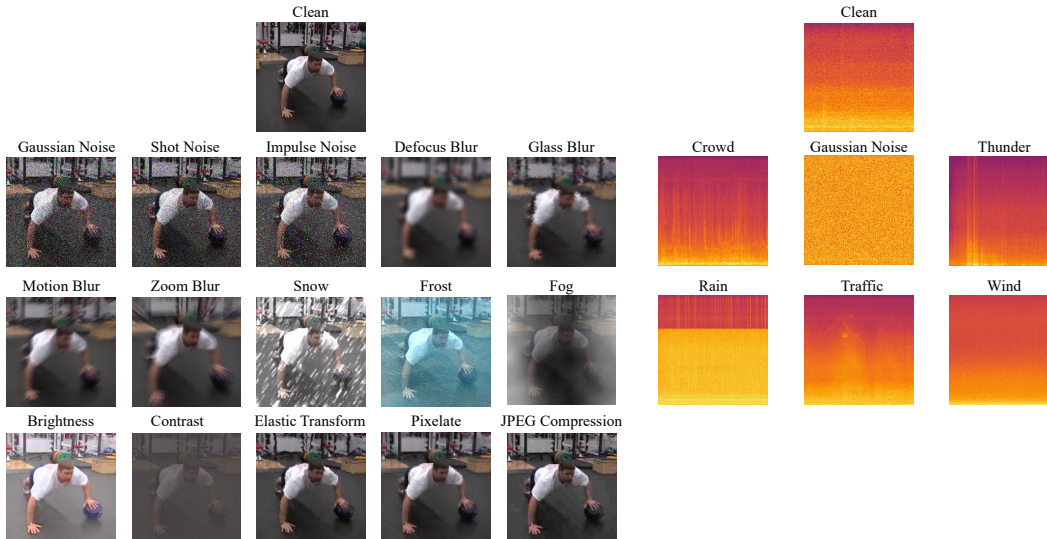 Clean
Clean
Gaussian Noise Shot Noise Impulse Noise Defocus Blur Glass Blur Crowd Gaussian Noise Thunder
Motion Blur Zoom Blur Snow Frost Fog Rain Traffic Wind
Brightness Contrast Elastic Transform Pixelate JPEG Compression